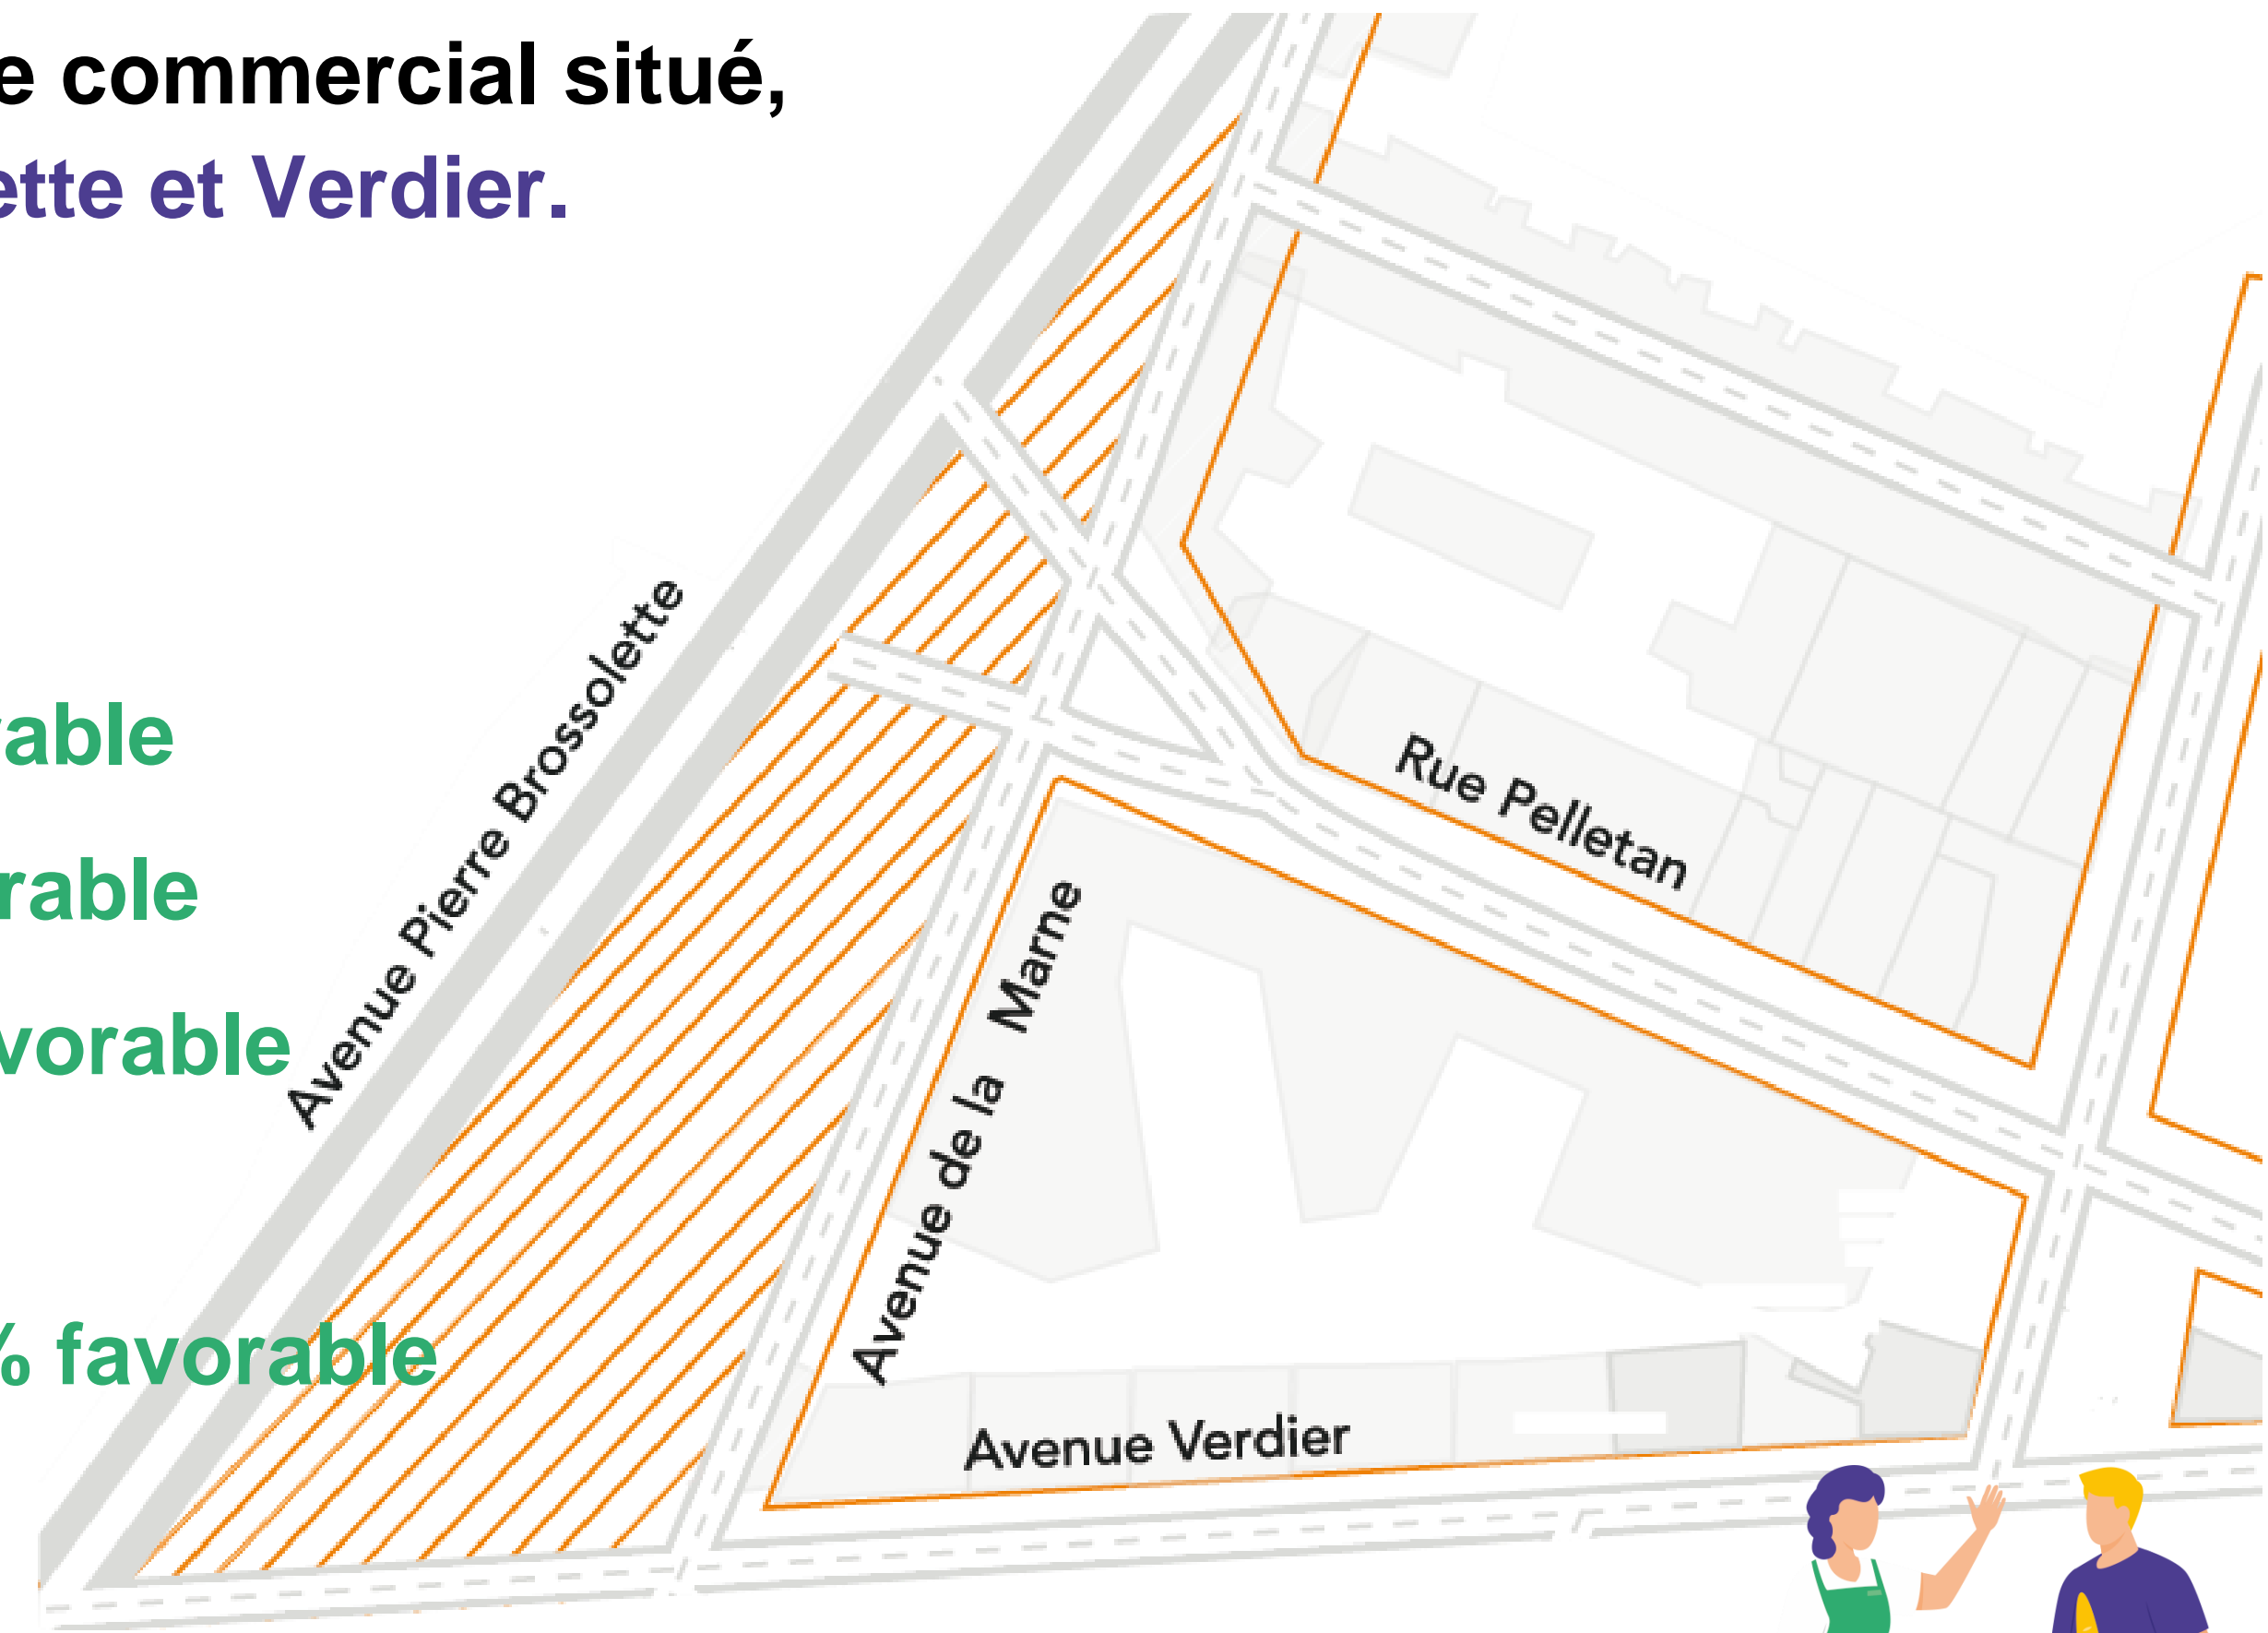 e commercial situé,
ette et Verdier.
Avenue Pierre Brossolette
rable
Rue Pelletan
rable
Avenue de la Marne
vorable
% favorable
Avenue Verdier